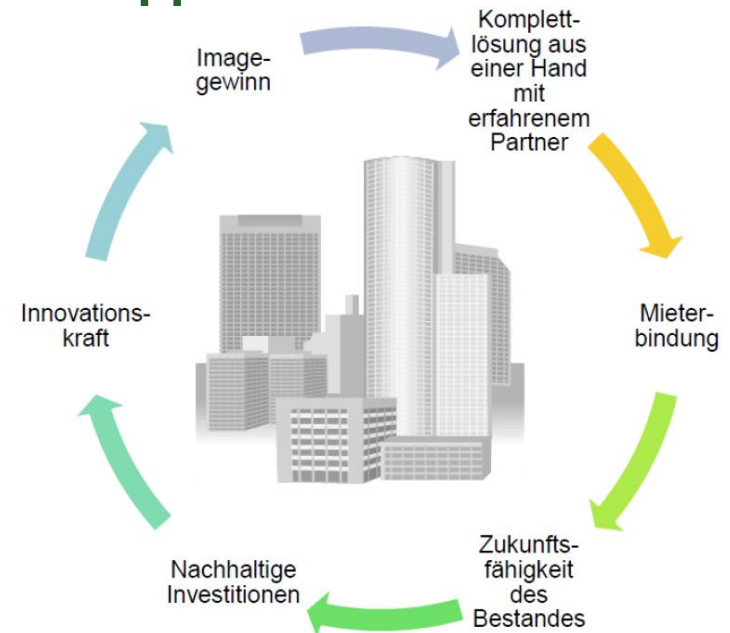 Komplett-
lösung aus
einer Hand
mit
erfahrenem
Partner
Mieter-
bindung
Zukunfts-
fähigkeit
des
Bestandes
Nachhaltige
Investitionen
Innovations-
kraft
Image-
gewinn